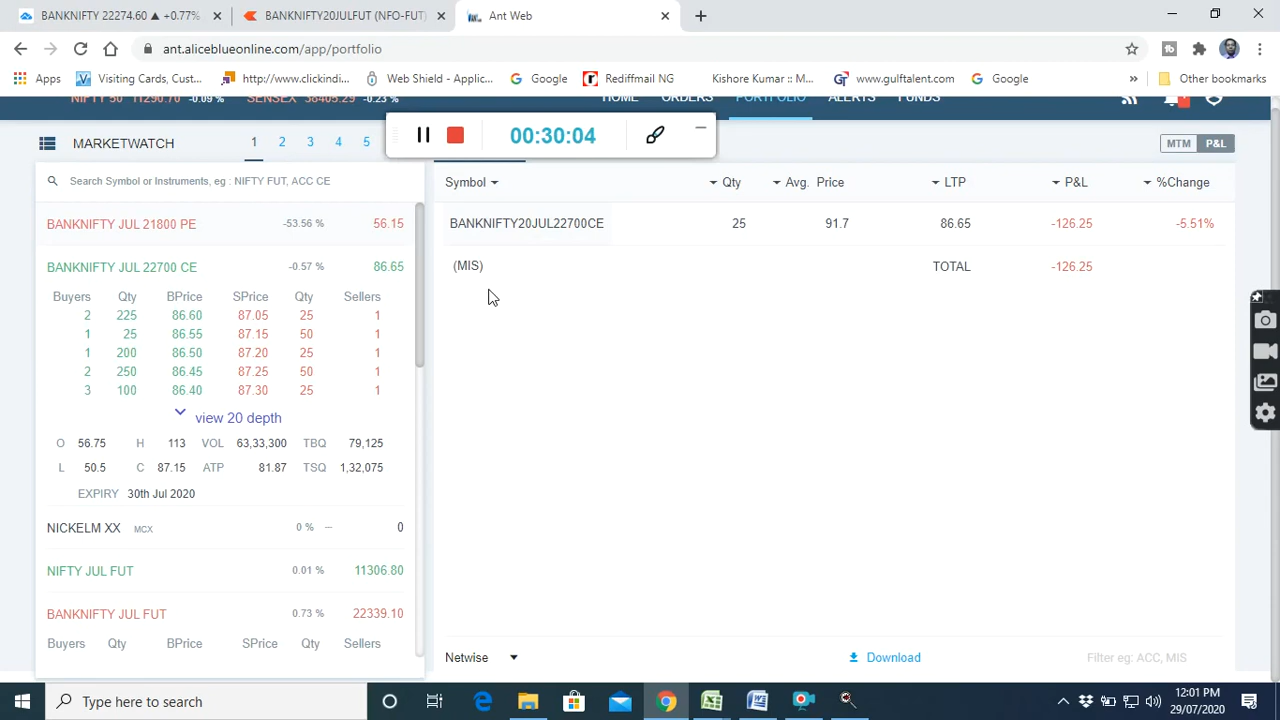 BANKNIFTY 22274.60 ▲ +0.77%
BANKNIFTY20JULFUT (NFO-FUT)
Ant Web
ant.aliceblueonline.com/app/portfolio
Apps
Visiting Cards, Cust...
http://www.clickindi...
Web Shield - Applic...
Google
Rediffmail NG
Kishore Kumar :: M...
www.gulftalent.com
Google
»
Other bookmarks
NIFTY 50 11290.70 -0.09 % SENSEX 38405.29 -0.23 %
HOME ORDERS PORTFOLIO ALERTS FUNDS
00:30:04
MARKETWATCH 1 2 3 4 5
MTM P&L
Search Symbol or Instruments, eg : NIFTY FUT, ACC CE
Symbol Qty Avg. Price LTP P&L %Change
BANKNIFTY JUL 21800 PE -53.56 % 56.15
BANKNIFTY20JUL22700CE 25 91.7 86.65 -126.25 -5.51%
BANKNIFTY JUL 22700 CE -0.57 % 86.65
(MIS) TOTAL -126.25
Buyers Qty BPrice SPrice Qty Sellers
2 225 86.60 87.05 25 1
1 25 86.55 87.15 50 1
1 200 86.50 87.20 25 1
2 250 86.45 87.25 50 1
3 100 86.40 87.30 25 1
view 20 depth
O 56.75 H 113 VOL 63,33,300 TBQ 79,125
L 50.5 C 87.15 ATP 81.87 TSQ 1,32,075
EXPIRY 30th Jul 2020
NICKELM XX MCX 0 % -- 0
NIFTY JUL FUT 0.01 % 11306.80
BANKNIFTY JUL FUT 0.73 % 22339.10
Buyers Qty BPrice SPrice Qty Sellers
Netwise
Download
Filter eg: ACC, MIS
Type here to search
12:01 PM
29/07/2020